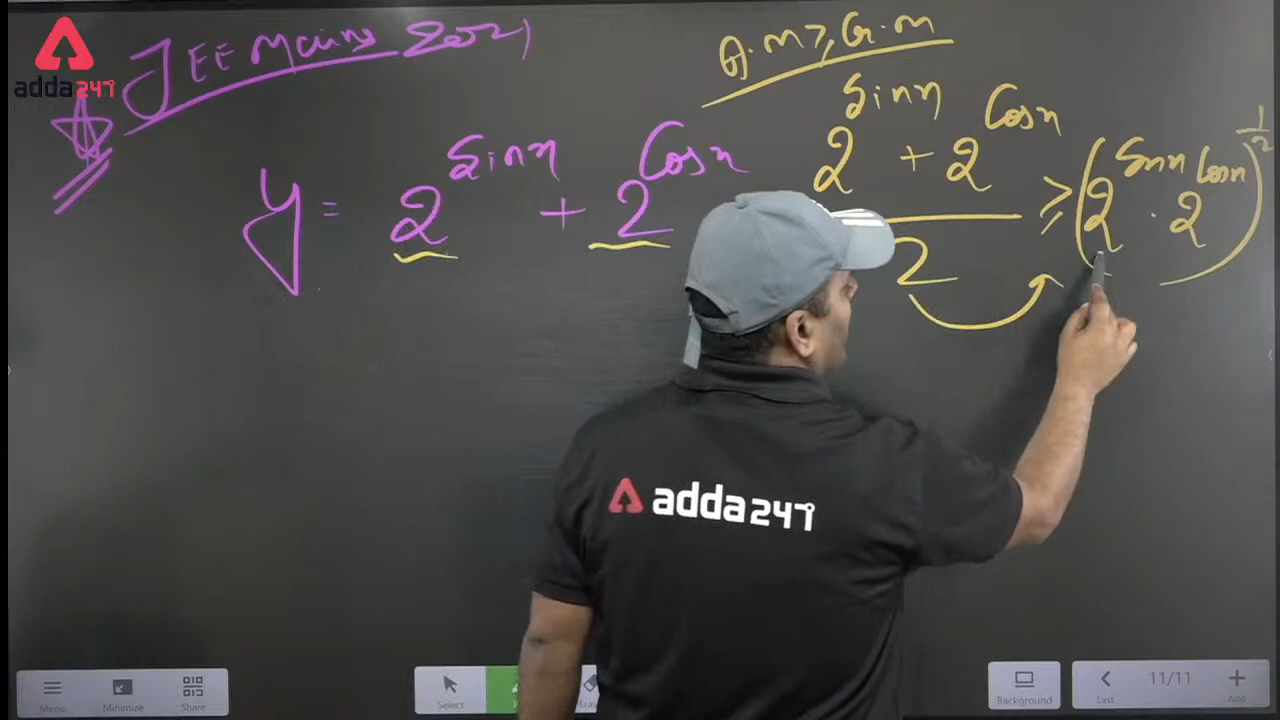 adda247
JEE Mains 2021
A.M ≥ G.M
y = 2^sinx + 2^cosx
2^sinx + 2^cosx / 2 ≥ (2^sinx . 2^cosx)^1/2
adda247
Menu
Minimize
Share
Select
Background
Last
11/11
Add